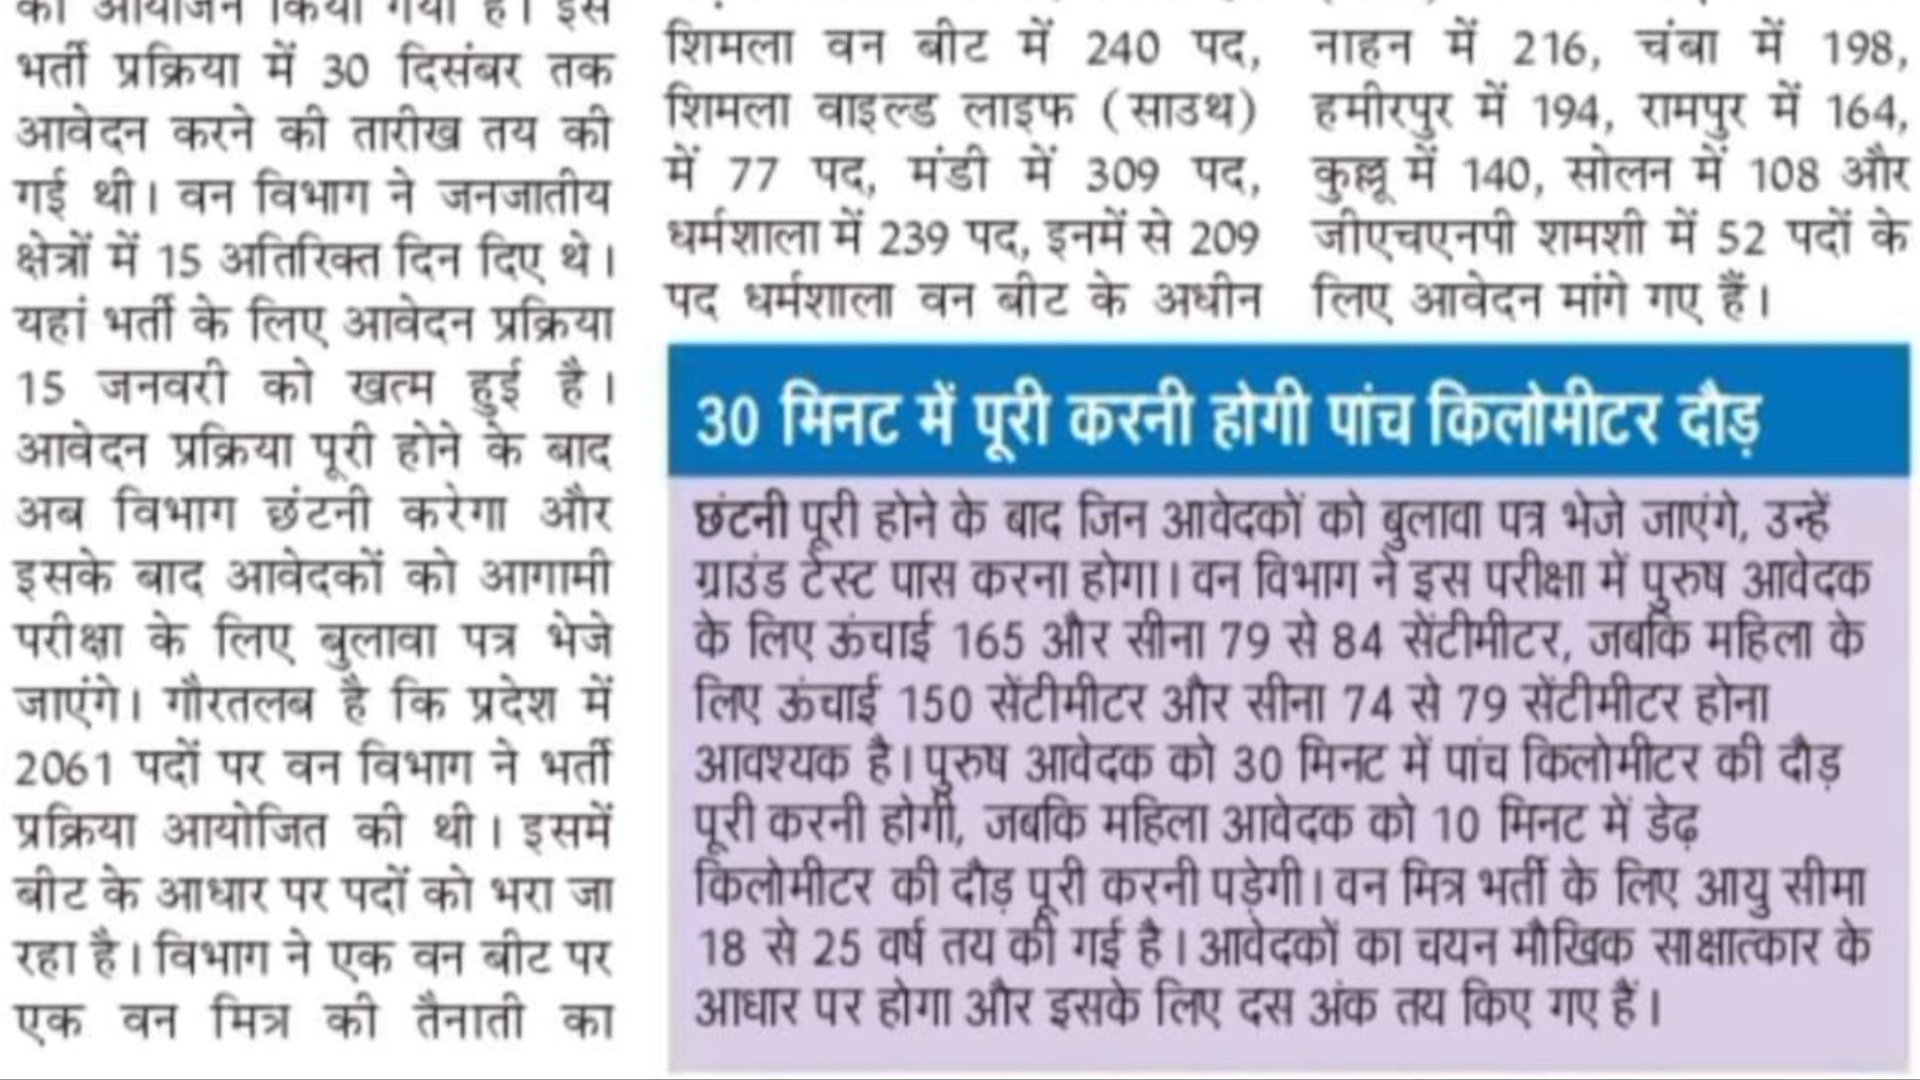 का आयोजन किया गया है। इस
भर्ती प्रक्रिया में 30 दिसंबर तक
आवेदन करने की तारीख तय की
गई थी। वन विभाग ने जनजातीय
क्षेत्रों में 15 अतिरिक्त दिन दिए थे।
यहां भर्ती के लिए आवेदन प्रक्रिया
15 जनवरी को खत्म हुई है।
आवेदन प्रक्रिया पूरी होने के बाद
अब विभाग छंटनी करेगा और
इसके बाद आवेदकों को आगामी
परीक्षा के लिए बुलावा पत्र भेजे
जाएंगे। गौरतलब है कि प्रदेश में
2061 पदों पर वन विभाग ने भर्ती
प्रक्रिया आयोजित की थी। इसमें
बीट के आधार पर पदों को भरा जा
रहा है। विभाग ने एक वन बीट पर
एक वन मित्र की तैनाती का
शिमला वन बीट में 240 पद,
शिमला वाइल्ड लाइफ (साउथ)
में 77 पद, मंडी में 309 पद,
धर्मशाला में 239 पद, इनमें से 209
पद धर्मशाला वन बीट के अधीन
नाहन में 216, चंबा में 198,
हमीरपुर में 194, रामपुर में 164,
कुल्लू में 140, सोलन में 108 और
जीएचएनपी शमशी में 52 पदों के
लिए आवेदन मांगे गए हैं।
30 मिनट में पूरी करनी होगी पांच किलोमीटर दौड़
छंटनी पूरी होने के बाद जिन आवेदकों को बुलावा पत्र भेजे जाएंगे, उन्हें
ग्राउंड टेस्ट पास करना होगा। वन विभाग ने इस परीक्षा में पुरुष आवेदक
के लिए ऊंचाई 165 और सीना 79 से 84 सेंटीमीटर, जबकि महिला के
लिए ऊंचाई 150 सेंटीमीटर और सीना 74 से 79 सेंटीमीटर होना
आवश्यक है। पुरुष आवेदक को 30 मिनट में पांच किलोमीटर की दौड़
पूरी करनी होगी, जबकि महिला आवेदक को 10 मिनट में डेढ़
किलोमीटर की दौड़ पूरी करनी पड़ेगी। वन मित्र भर्ती के लिए आयु सीमा
18 से 25 वर्ष तय की गई है। आवेदकों का चयन मौखिक साक्षात्कार के
आधार पर होगा और इसके लिए दस अंक तय किए गए हैं।